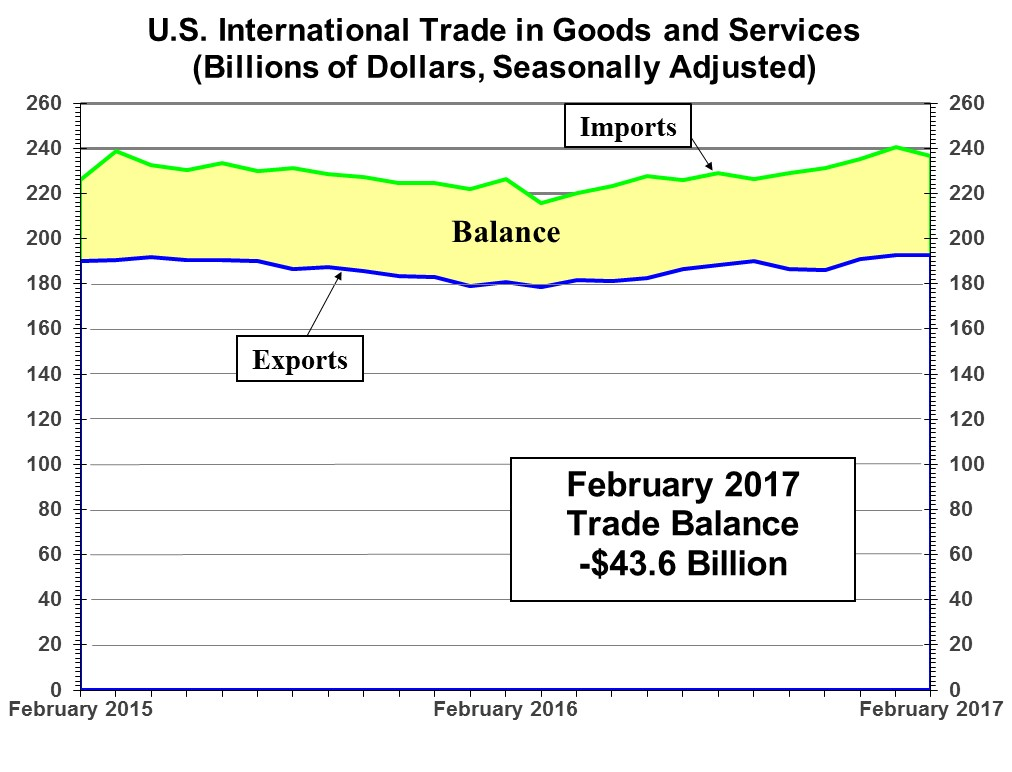 U.S. International Trade in Goods and Services
(Billions of Dollars, Seasonally Adjusted)
260 260
Imports
240 240
220 220
Balance
200 200
180 180
160 160
Exports
140 140
120 120
100 100
February 2017
80 80
Trade Balance
60 60
-$43.6 Billion
40 40
20 20
0 0
February 2015 February 2016 February 2017